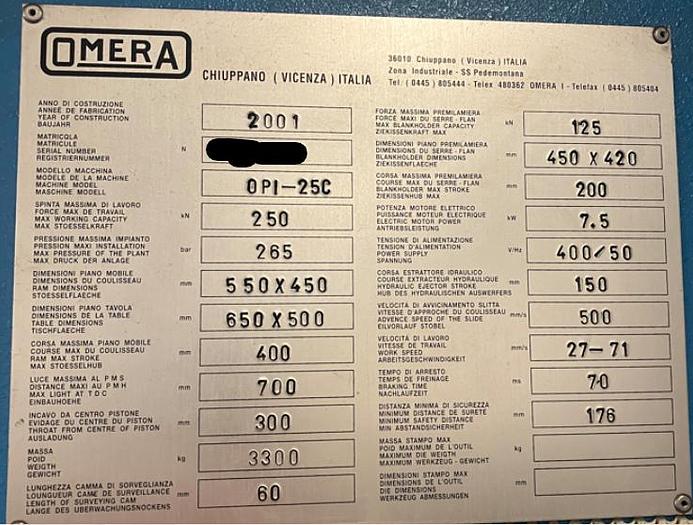 OMERA
CHIUPPANO ( VICENZA ) ITALIA
36010 Chiuppano ( Vicenza ) ITALIA
Zona Industriale - SS Pedemontana
Tel. ( 0445 ) 805444 - Telex 480362 OMERA I - Telefax ( 0445 ) 805404
ANNO DI COSTRUZIONE
ANNEE DE FABRICATION
YEAR OF CONSTRUCTION
BAUJAHR
2001
MATRICOLA
MATRICULE
SERIAL NUMBER
REGISTRIERNUMMER
N
MODELLO MACCHINA
MODELE DE LA MACHINE
MACHINE MODEL
MASCHINE MODELL
OPI-25C
SPINTA MASSIMA DI LAVORO
FORCE MAX DE TRAVAIL
MAX WORKING CAPACITY
MAX STOESSELKRAFT
kN
250
PRESSIONE MASSIMA IMPIANTO
PRESSION MAXI INSTALLATION
MAX PRESSURE OF THE PLANT
MAX DRUCK DER ANLAGE
bar
265
DIMENSIONI PIANO MOBILE
DIMENSIONS DU COULISSEAU
RAM DIMENSIONS
STOESSELFLAECHE
mm
550X450
DIMENSIONI PIANO TAVOLA
DIMENSIONS DE LA TABLE
TABLE DIMENSIONS
TISCHFLAECHE
mm
650 X 500
CORSA MASSIMA PIANO MOBILE
COURSE MAX DU COULISSEAU
RAM MAX STROKE
MAX STOESSELHUB
mm
400
LUCE MASSIMA AL P M S
DISTANCE MAXI AU P M H
MAX LIGHT AT T D C
EINBAUHOEHE
mm
700
INCAVO DA CENTRO PISTONE
EVIDAGE DU CENTRE DU PISTON
THROAT FROM CENTRE OF PISTON
AUSLADUNG
mm
300
MASSA
POID
WEIGTH
GEWICHT
kg
3300
LUNGHEZZA CAMMA DI SORVEGLIANZA
LOUNGUEUR CAME DE SURVEILLANCE
LENGTH OF SURVEYING CAM
LANGE DES UBERWACHUNGSNOCKENS
mm
60
FORZA MASSIMA PREMILAMIERA
FORCE MAXI DU SERRE - FLAN
MAX BLANKHOLDER CAPACITY
ZIEKISSENKRAFT MAX
kN
125
DIMENSIONI PIANO PREMILAMIERA
DIMENSIONS DU SERRE - FLAN
BLANKHOLDER DIMENSIONS
ZIEKISSENFLAECHE
mm
450 X 420
CORSA MASSIMA PREMILAMIERA
COURSE MAX DU SERRE - FLAN
BLANKHOLDER MAX STROKE
ZIEKISSENHUB MAX
mm
200
POTENZA MOTORE ELETTRICO
PUISSANCE MOTEUR ELECTRIQUE
ELECTRIC MOTOR POWER
ANTRIEBSLEISTUNG
kW
7.5
TENSIONE DI ALIMENTAZIONE
TENSION D'ALIMENTATION
POWER SUPPLY
SPANNUNG
V/Hz
400/50
CORSA ESTRATTORE IDRAULICO
COURSE EXTRACTEUR HYDRAULIQUE
HYDRAULIC EJECTOR STROKE
HUB DES HYDRAULISCHEN AUSWERFERS
mm
150
VELOCITÀ DI AVVICINAMENTO SLITTA
VITESSE D'APPROCHE DU COULISSEAU
ADVENCE SPEED OF THE SLIDE
EILVORLAUF STOBEL
mm/s
500
VELOCITÀ DI LAVORO
VITESSE DE TRAVAIL
WORK SPEED
ARBEITSGESCHWINDIGKEIT
mm/s
27-71
TEMPO DI ARRESTO
TEMPS DE FREINAGE
BRAKING TIME
NACHLAUFZEIT
ms
70
DISTANZA MINIMA DI SICUREZZA
MINIMUM DISTANCE DE SURETE
MINIMUM SAFETY DISTANCE
MIN ABSTANDSICHERHEIT
mm
176
MASSA STAMPO MAX
POID MAXIMUM DE L'OUTIL
MAXIMUM DIE WEIGTH
MAXIMUM WERKZEUG - GEWICHT
kg
DIMENSIONI STAMPO MAX
DIMENSIONS DE L'OUTIL
DIE DIMENSIONS
WERKZEUG ABMESSUNGEN
mm